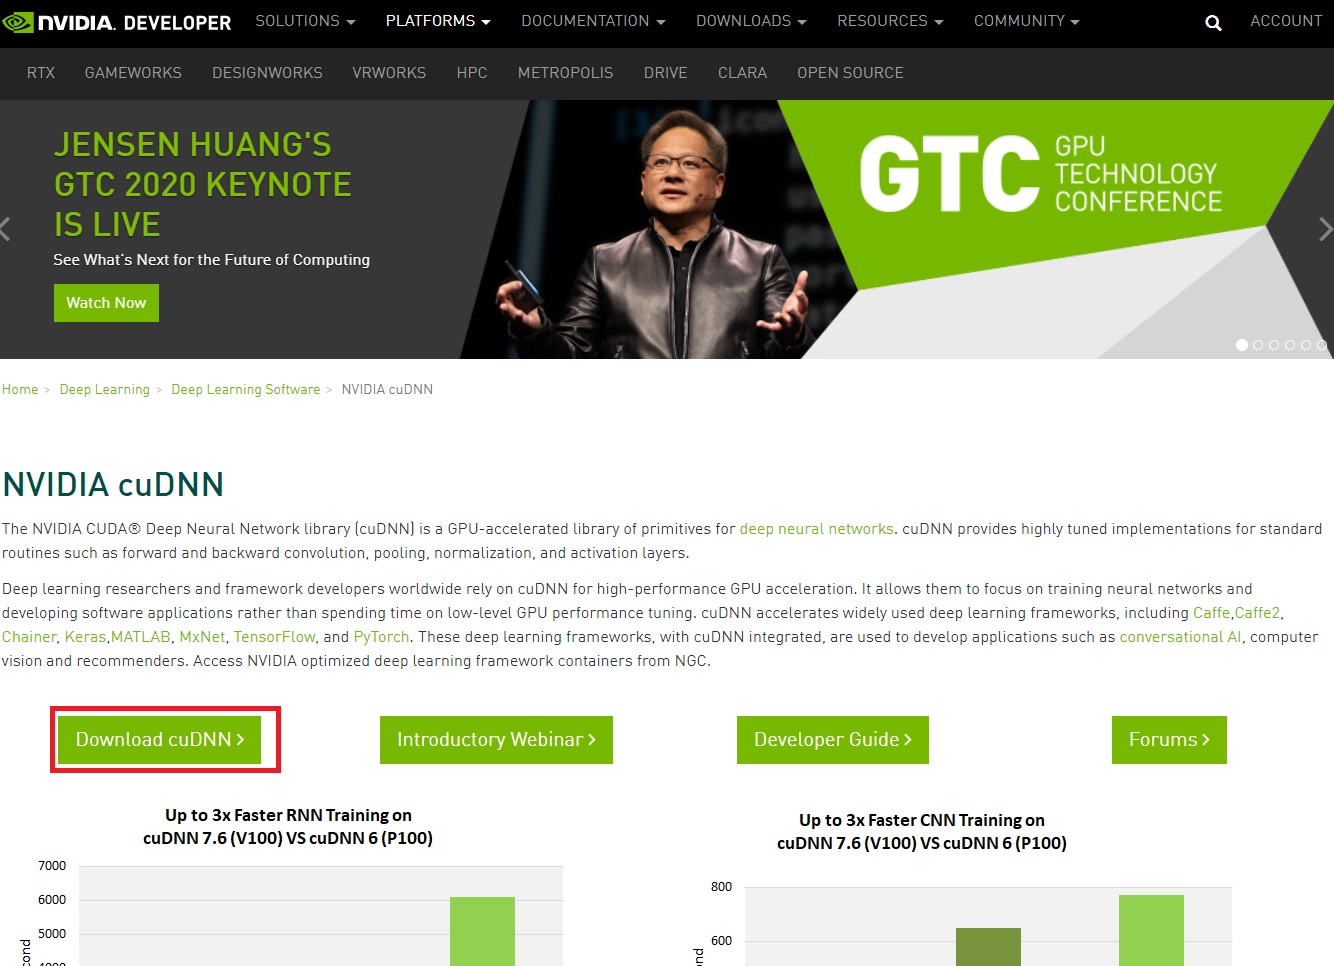 NVIDIA. DEVELOPER SOLUTIONS PLATFORMS DOCUMENTATION DOWNLOADS RESOURCES COMMUNITY ACCOUNT
RTX GAMEWORKS DESIGNWORKS VRWORKS HPC METROPOLIS DRIVE CLARA OPEN SOURCE
JENSEN HUANG'S
GTC 2020 KEYNOTE
IS LIVE
See What's Next for the Future of Computing
Watch Now
GTC
GPU
TECHNOLOGY
CONFERENCE
Home > Deep Learning > Deep Learning Software > NVIDIA cuDNN
NVIDIA cuDNN
The NVIDIA CUDA® Deep Neural Network library (cuDNN) is a GPU-accelerated library of primitives for deep neural networks. cuDNN provides highly tuned implementations for standard
routines such as forward and backward convolution, pooling, normalization, and activation layers.
Deep learning researchers and framework developers worldwide rely on cuDNN for high-performance GPU acceleration. It allows them to focus on training neural networks and
developing software applications rather than spending time on low-level GPU performance tuning. cuDNN accelerates widely used deep learning frameworks, including Caffe,Caffe2,
Chainer, Keras,MATLAB, MxNet, TensorFlow, and PyTorch. These deep learning frameworks, with cuDNN integrated, are used to develop applications such as conversational AI, computer
vision and recommenders. Access NVIDIA optimized deep learning framework containers from NGC.
Download cuDNN > Introductory Webinar > Developer Guide > Forums >
Up to 3x Faster RNN Training on
cuDNN 7.6 (V100) VS cuDNN 6 (P100)
7000
6000
5000
Up to 3x Faster CNN Training on
cuDNN 7.6 (V100) VS cuDNN 6 (P100)
800
600